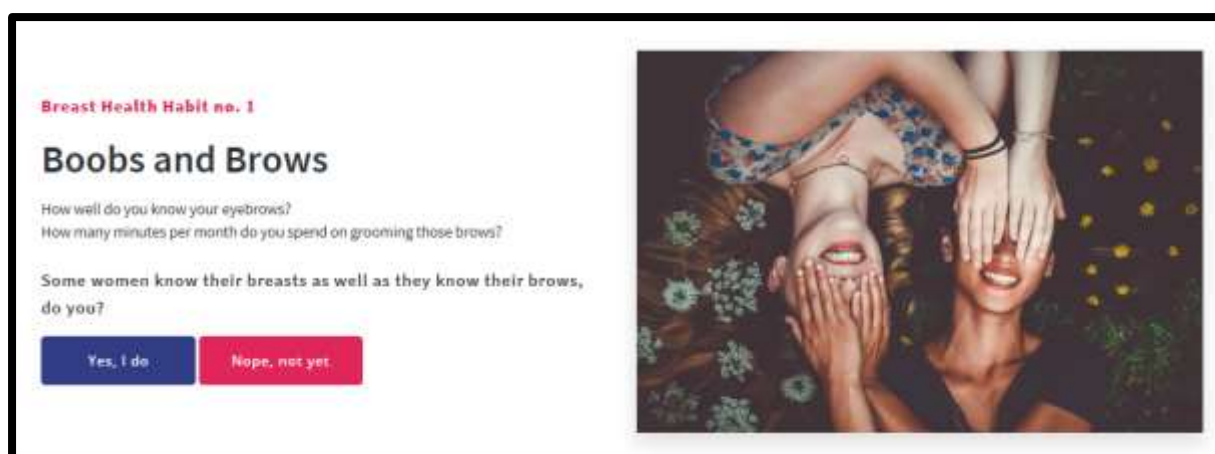 Breast Health Habit no. 1
Boobs and Brows
How well do you know your eyebrows?
How many minutes per month do you spend on grooming those brows?
Some women know their breasts as well as they know their brows,
do you?
Yes, I do
Nope, not yet